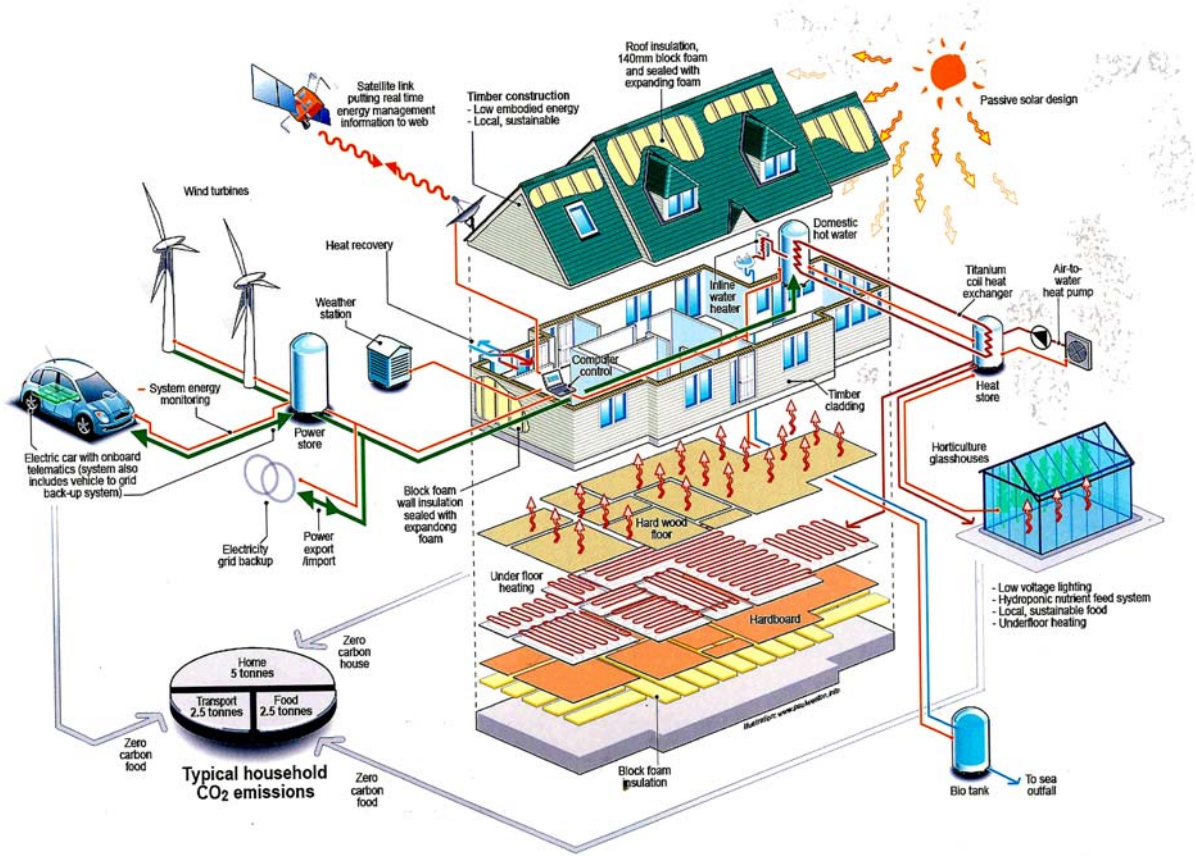 Roof insulation,
140mm block foam
and sealed with
expanding foam
Satellite link
putting real time
energy management
information to web
Timber construction
- Low embodied energy
- Local, sustainable
Passive solar design
Wind turbines
Heat recovery
Weather
station
Domestic
hot water
Inline
water
heater
Titanium
coil heat
exchanger
Air-to-
water
heat pump
Computer
control
Timber
cladding
Heat
store
System energy
monitoring
Power
store
Electric car with onboard
telematics (system also
includes vehicle to grid
back-up system)
Electricity
grid backup
Power
export
/import
Block foam
wall insulation
sealed with
expandong
foam
Horticulture
glasshouses
Hard wood
floor
Under floor
heating
Hardboard
- Low voltage lighting
- Hydroponic nutrient feed system
- Local, sustainable food
- Underfloor heating
Zero
carbon
house
Home
5 tonnes
Transport
2.5 tonnes
Food
2.5 tonnes
Zero
carbon
food
Typical household
CO2 emissions
Zero
carbon
food
Illustration: www.paulweston.info
Block foam
insulation
Bio tank
To sea
outfall